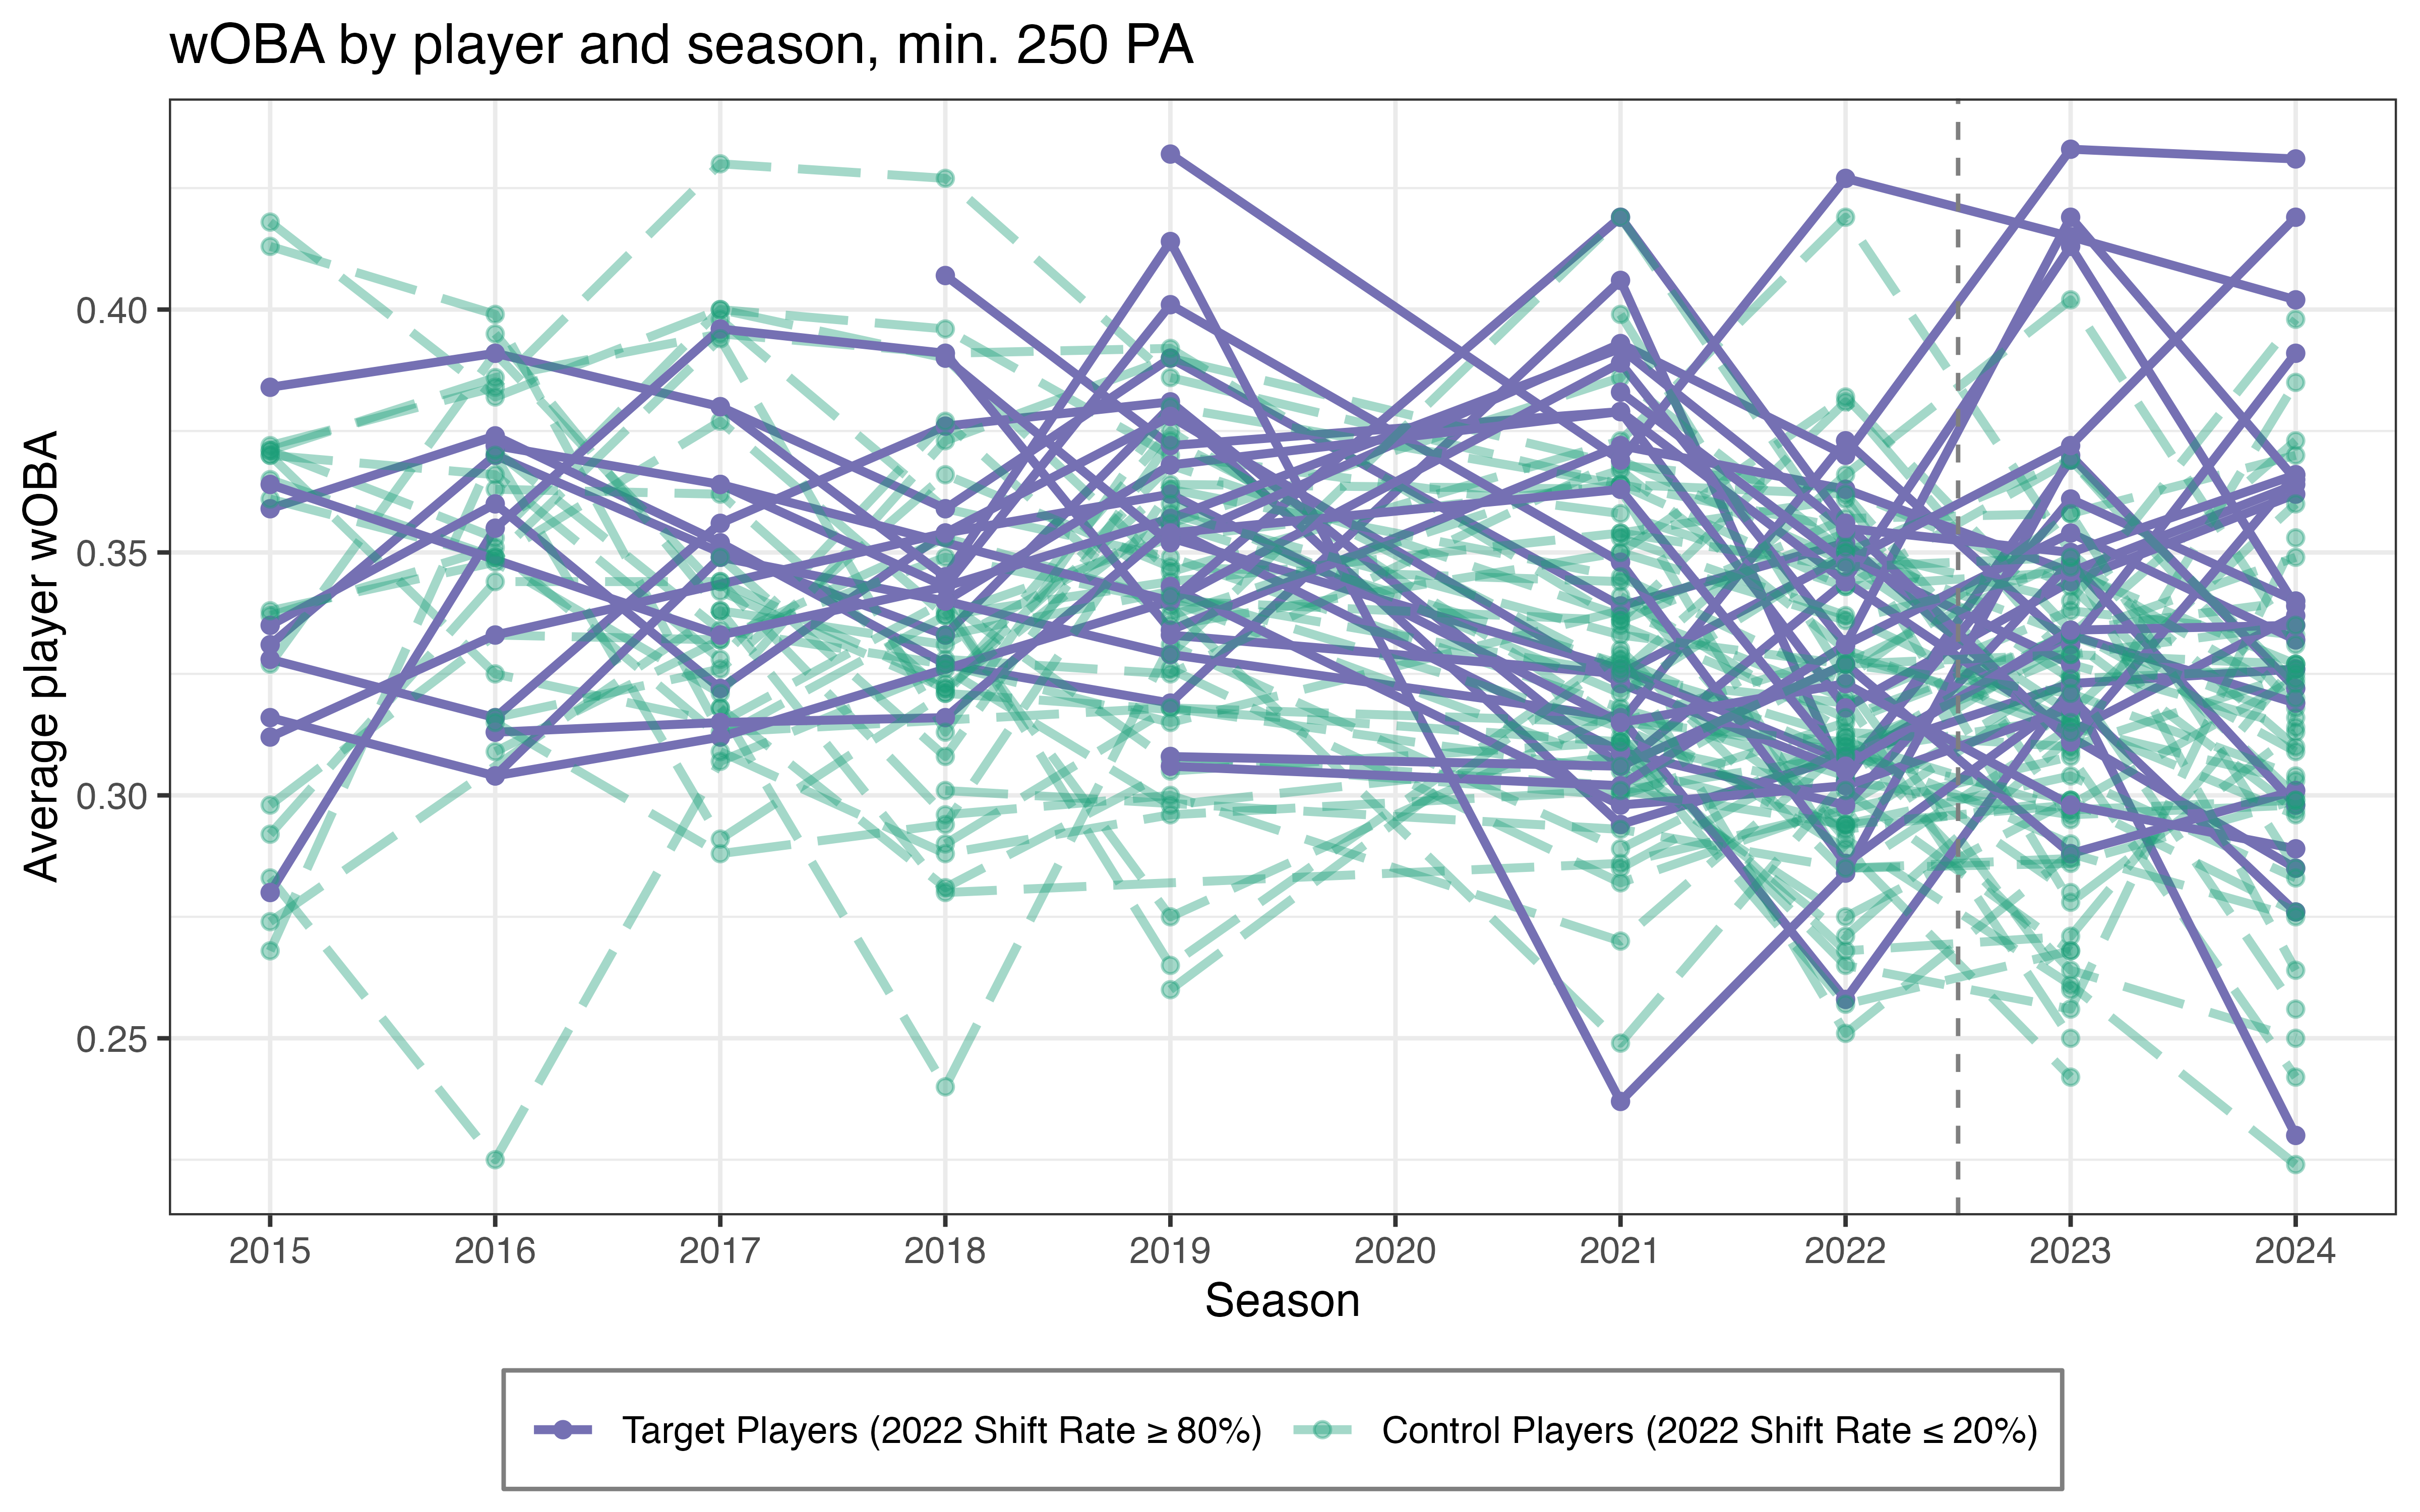 wOBA by player and season, min. 250 PA
Average player wOBA
0.40
0.35
0.30
0.25
2015 2016 2017 2018 2019 2020 2021 2022 2023 2024
Season
Target Players (2022 Shift Rate ≥ 80%) Control Players (2022 Shift Rate ≤ 20%)